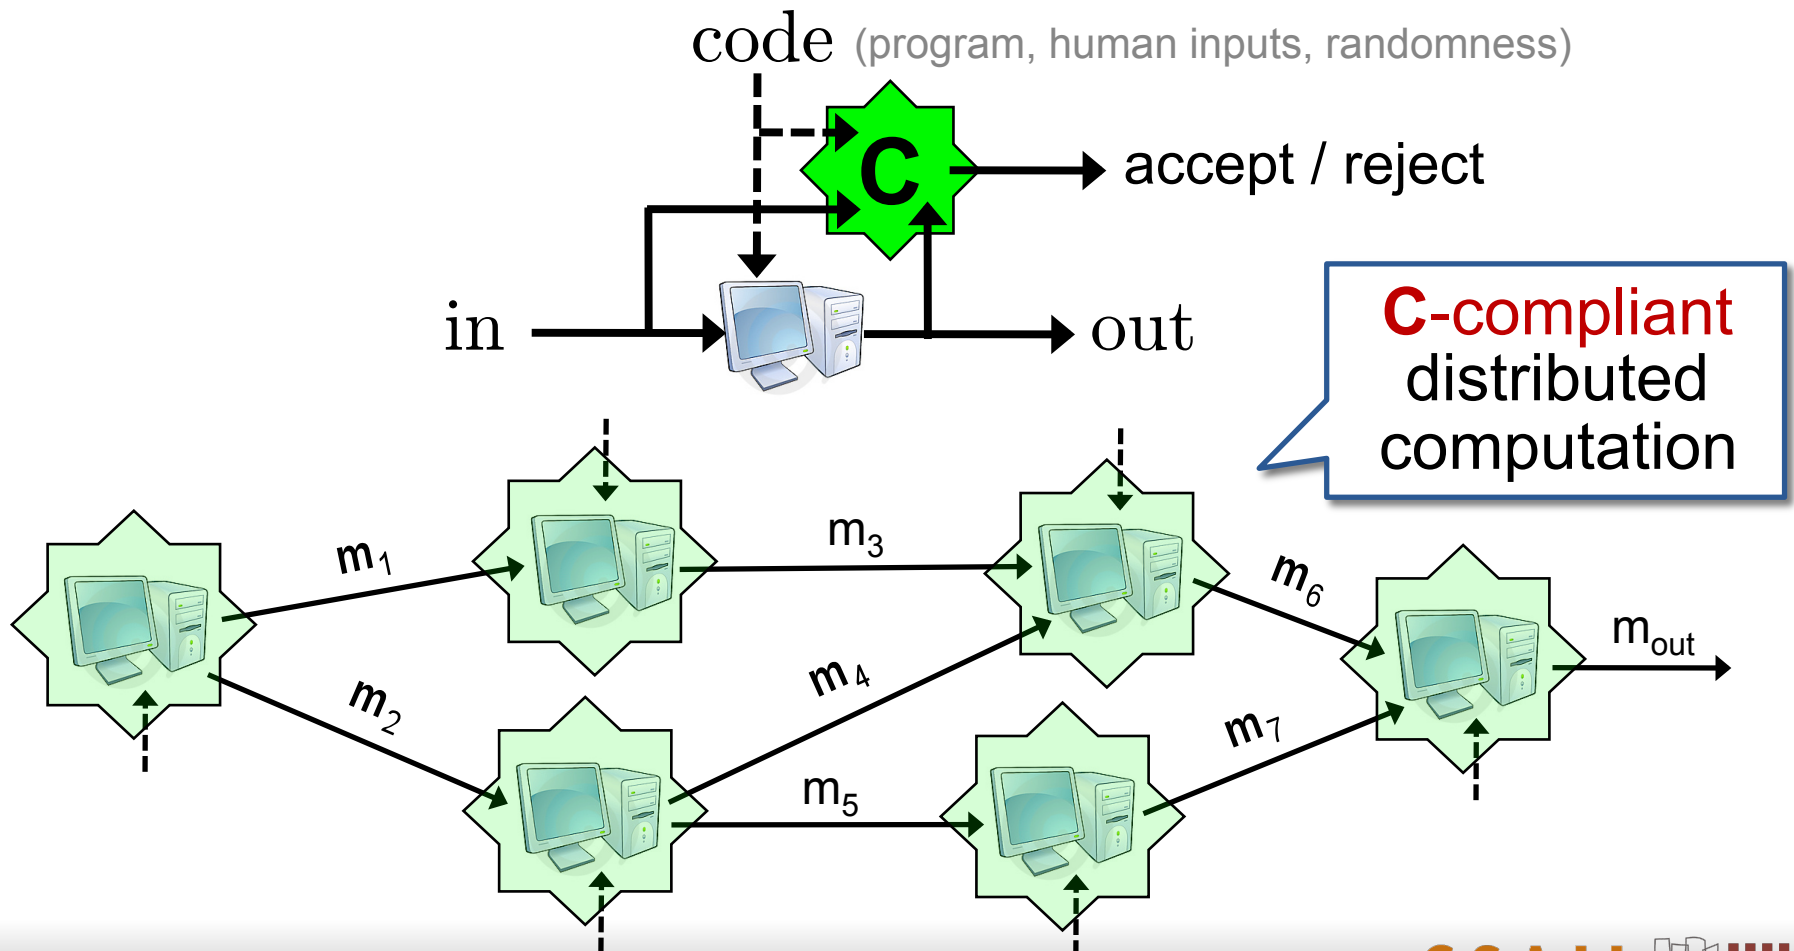 code (program, human inputs, randomness)
C
accept / reject
in
out
C-compliant
distributed
computation
m1
m3
m6
mout
m2
m4
m7
m5